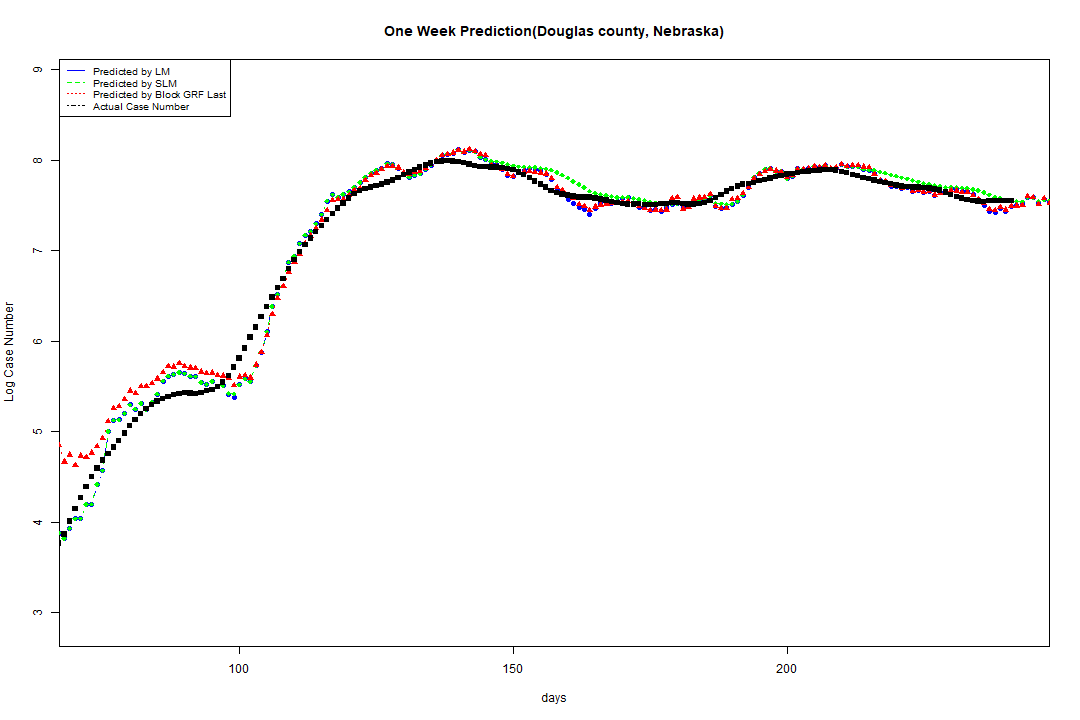 One Week Prediction(Douglas county, Nebraska)
Predicted by LM
Predicted by SLM
Predicted by Block GRF Last
Actual Case Number
9
8
7
6
5
4
3
Log Case Number
100
150
200
days